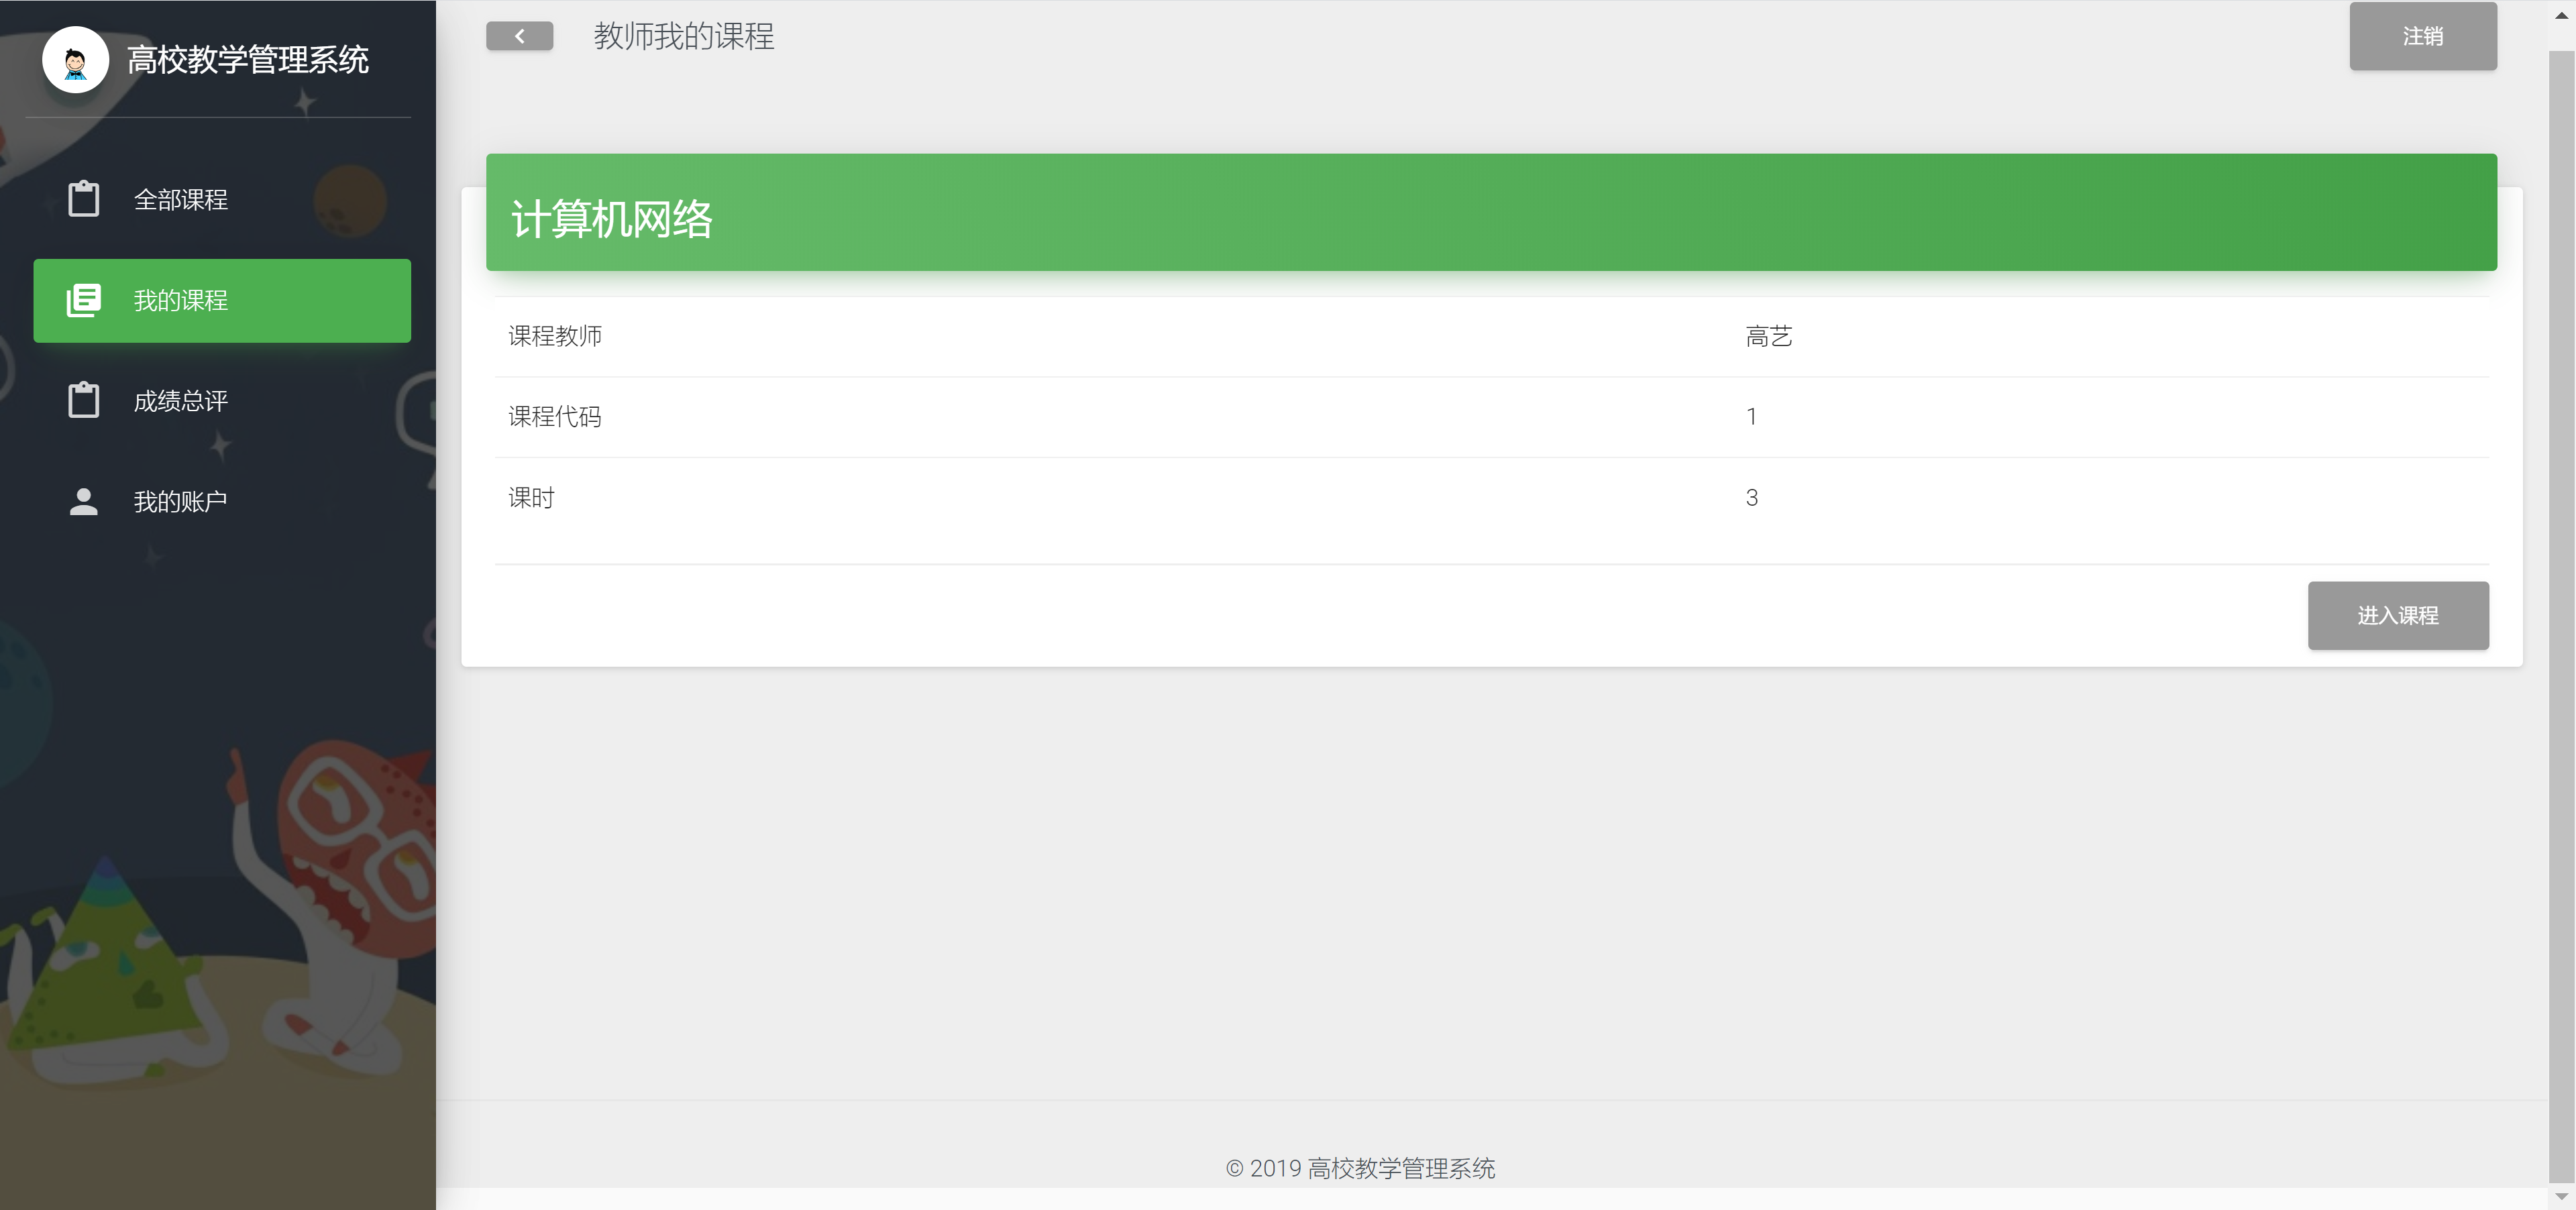 高校教学管理系统
全部课程
我的课程
成绩总评
我的账户
教师我的课程
注销
计算机网络
课程教师 高艺
课程代码 1
课时 3
进入课程
© 2019 高校教学管理系统